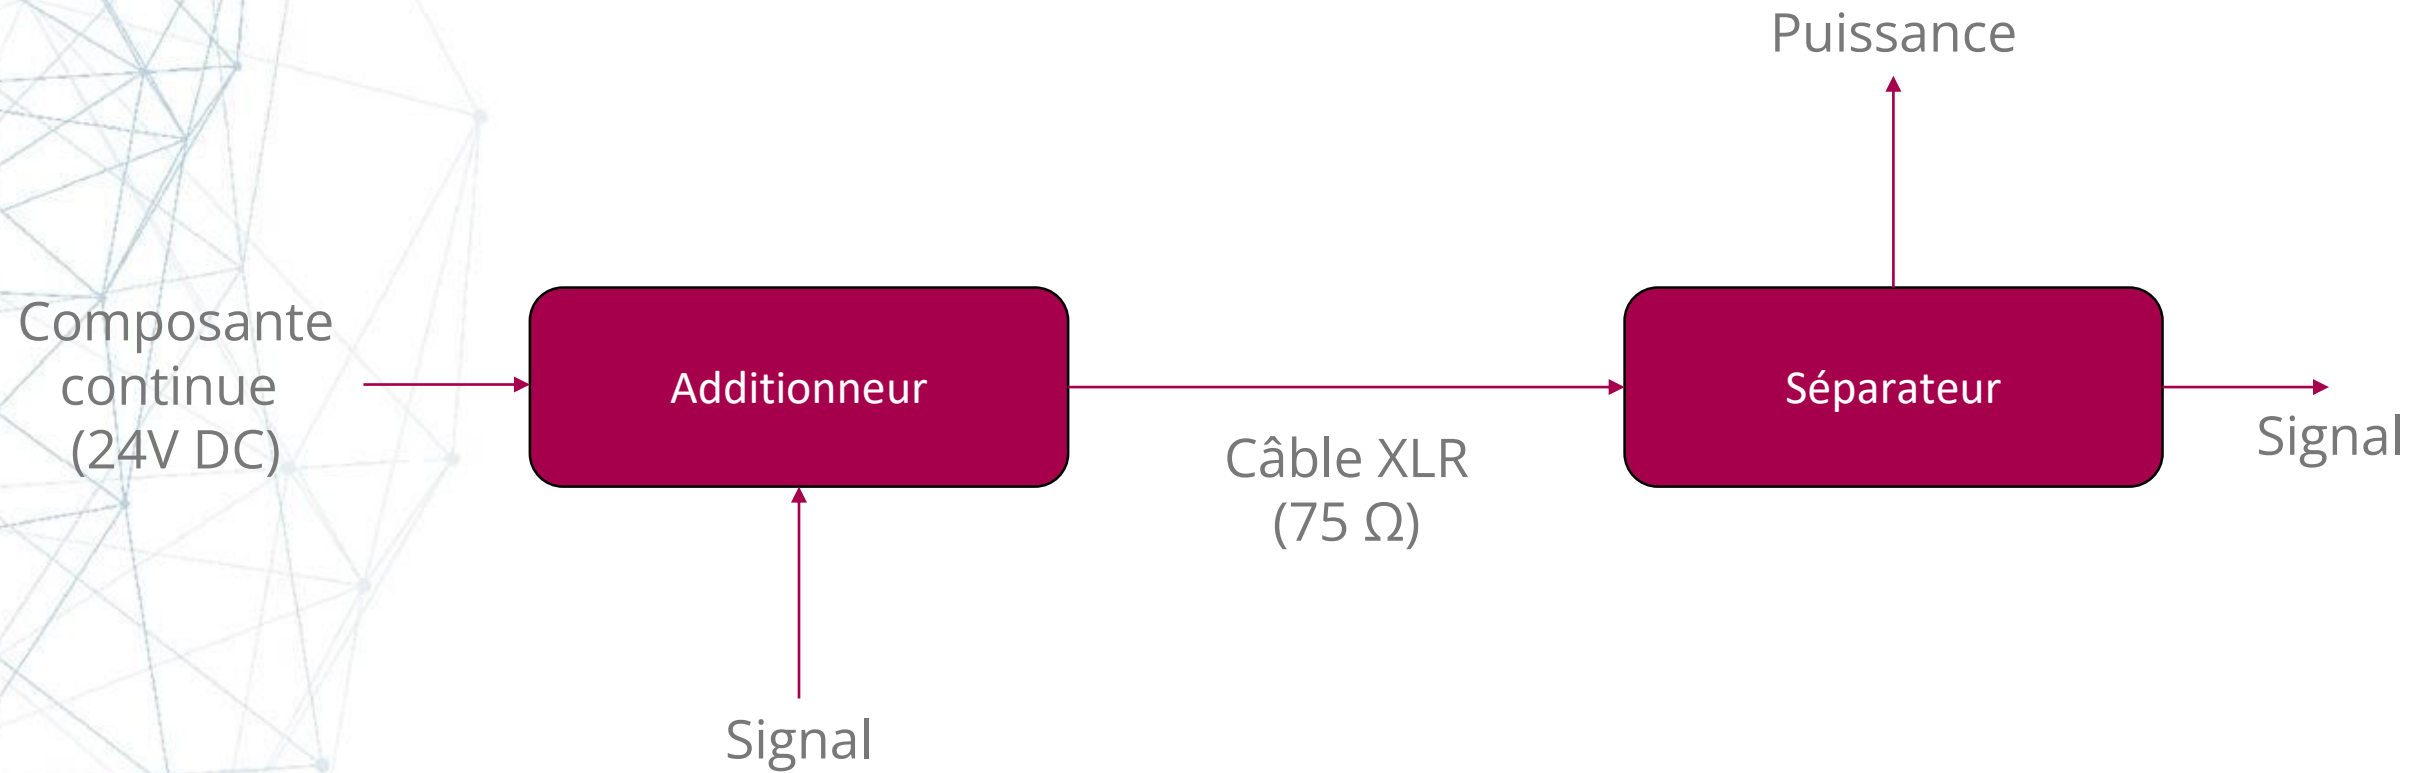 Puissance
Composante
continue
(24V DC)
Additionneur
Câble XLR
(75 Ω)
Séparateur
Signal
Signal